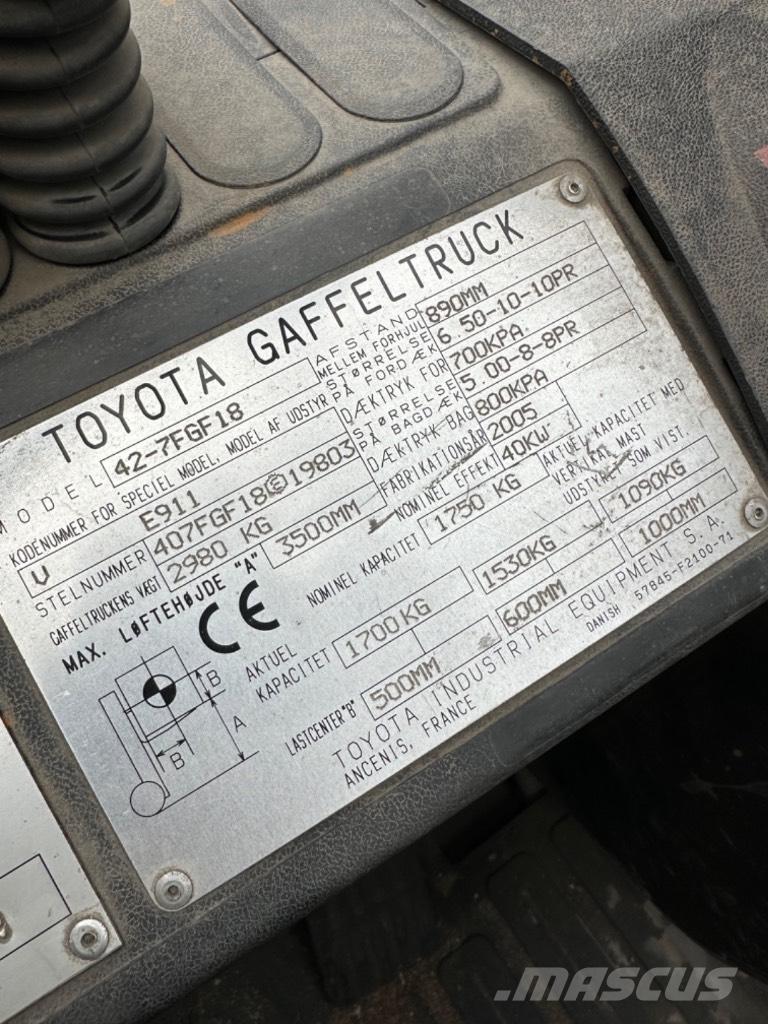 TOYOTA GAFFELTRUCK
MODEL 42-7FGF18
KODENUMMER FOR SPECIEL MODEL, MODEL AF UDSTYR
V E911
STELNUMMER 407FGF18Ⓔ19803
GAFFELTRUCKENS VÆGT 2980 KG
MAX. LØFTEHØJDE "A" 3500MM
AFSTAND MELLEM FORHJUL 890MM
STØRRELSE PÅ FORDÆK 6.50-10-10PR
DÆKTRYK FOR 700KPA
STØRRELSE PÅ BAGDÆK 5.00-8-8PR
DÆKTRYK BAG 800KPA
FABRIKATIONSÅR 2005
NOMINEL EFFEKT 40KW
CE
NOMINEL KAPACITET 1750 KG
AKTUEL KAPACITET MED
VERTIKAL MAST
UDSTYRET SOM VIST.
AKTUEL KAPACITET 1700KG 1530KG 1090KG
LASTCENTER"B" 500MM 600MM 1000MM
B
A
B
TOYOTA INDUSTRIAL EQUIPMENT S.A.
ANCENIS, FRANCE
DANISH 57845-F2100-71
MASCUS